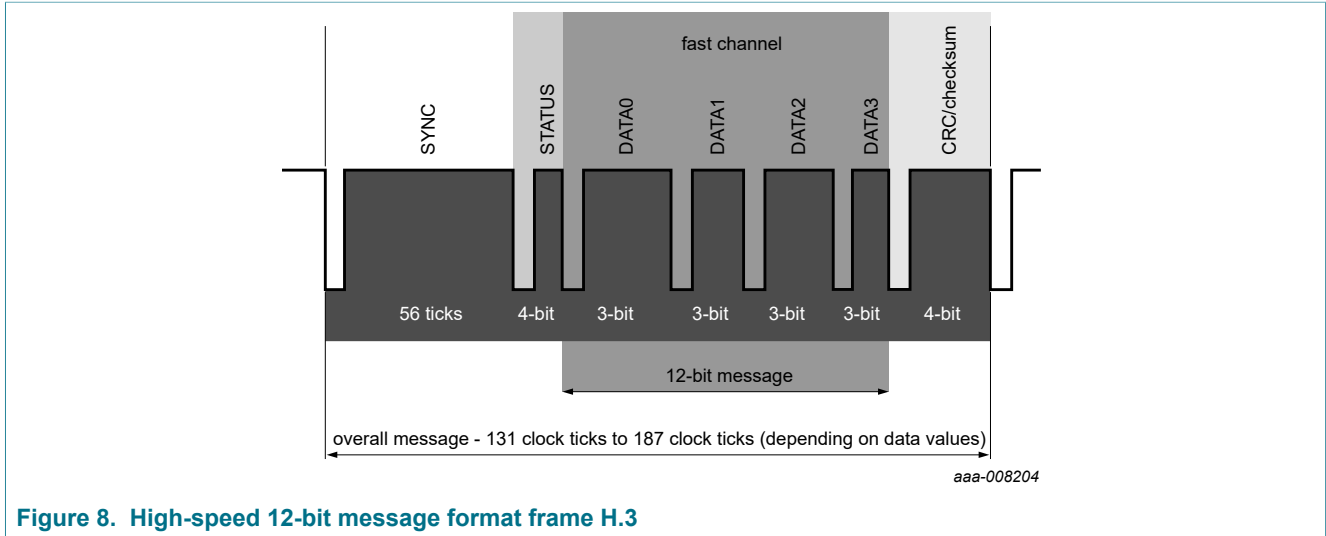 fast channel
SYNC
STATUS
DATA0
DATA1
DATA2
DATA3
CRC/checksum
56 ticks
4-bit
3-bit
3-bit
3-bit
3-bit
4-bit
12-bit message
overall message - 131 clock ticks to 187 clock ticks (depending on data values)
aaa-008204
Figure 8. High-speed 12-bit message format frame H.3